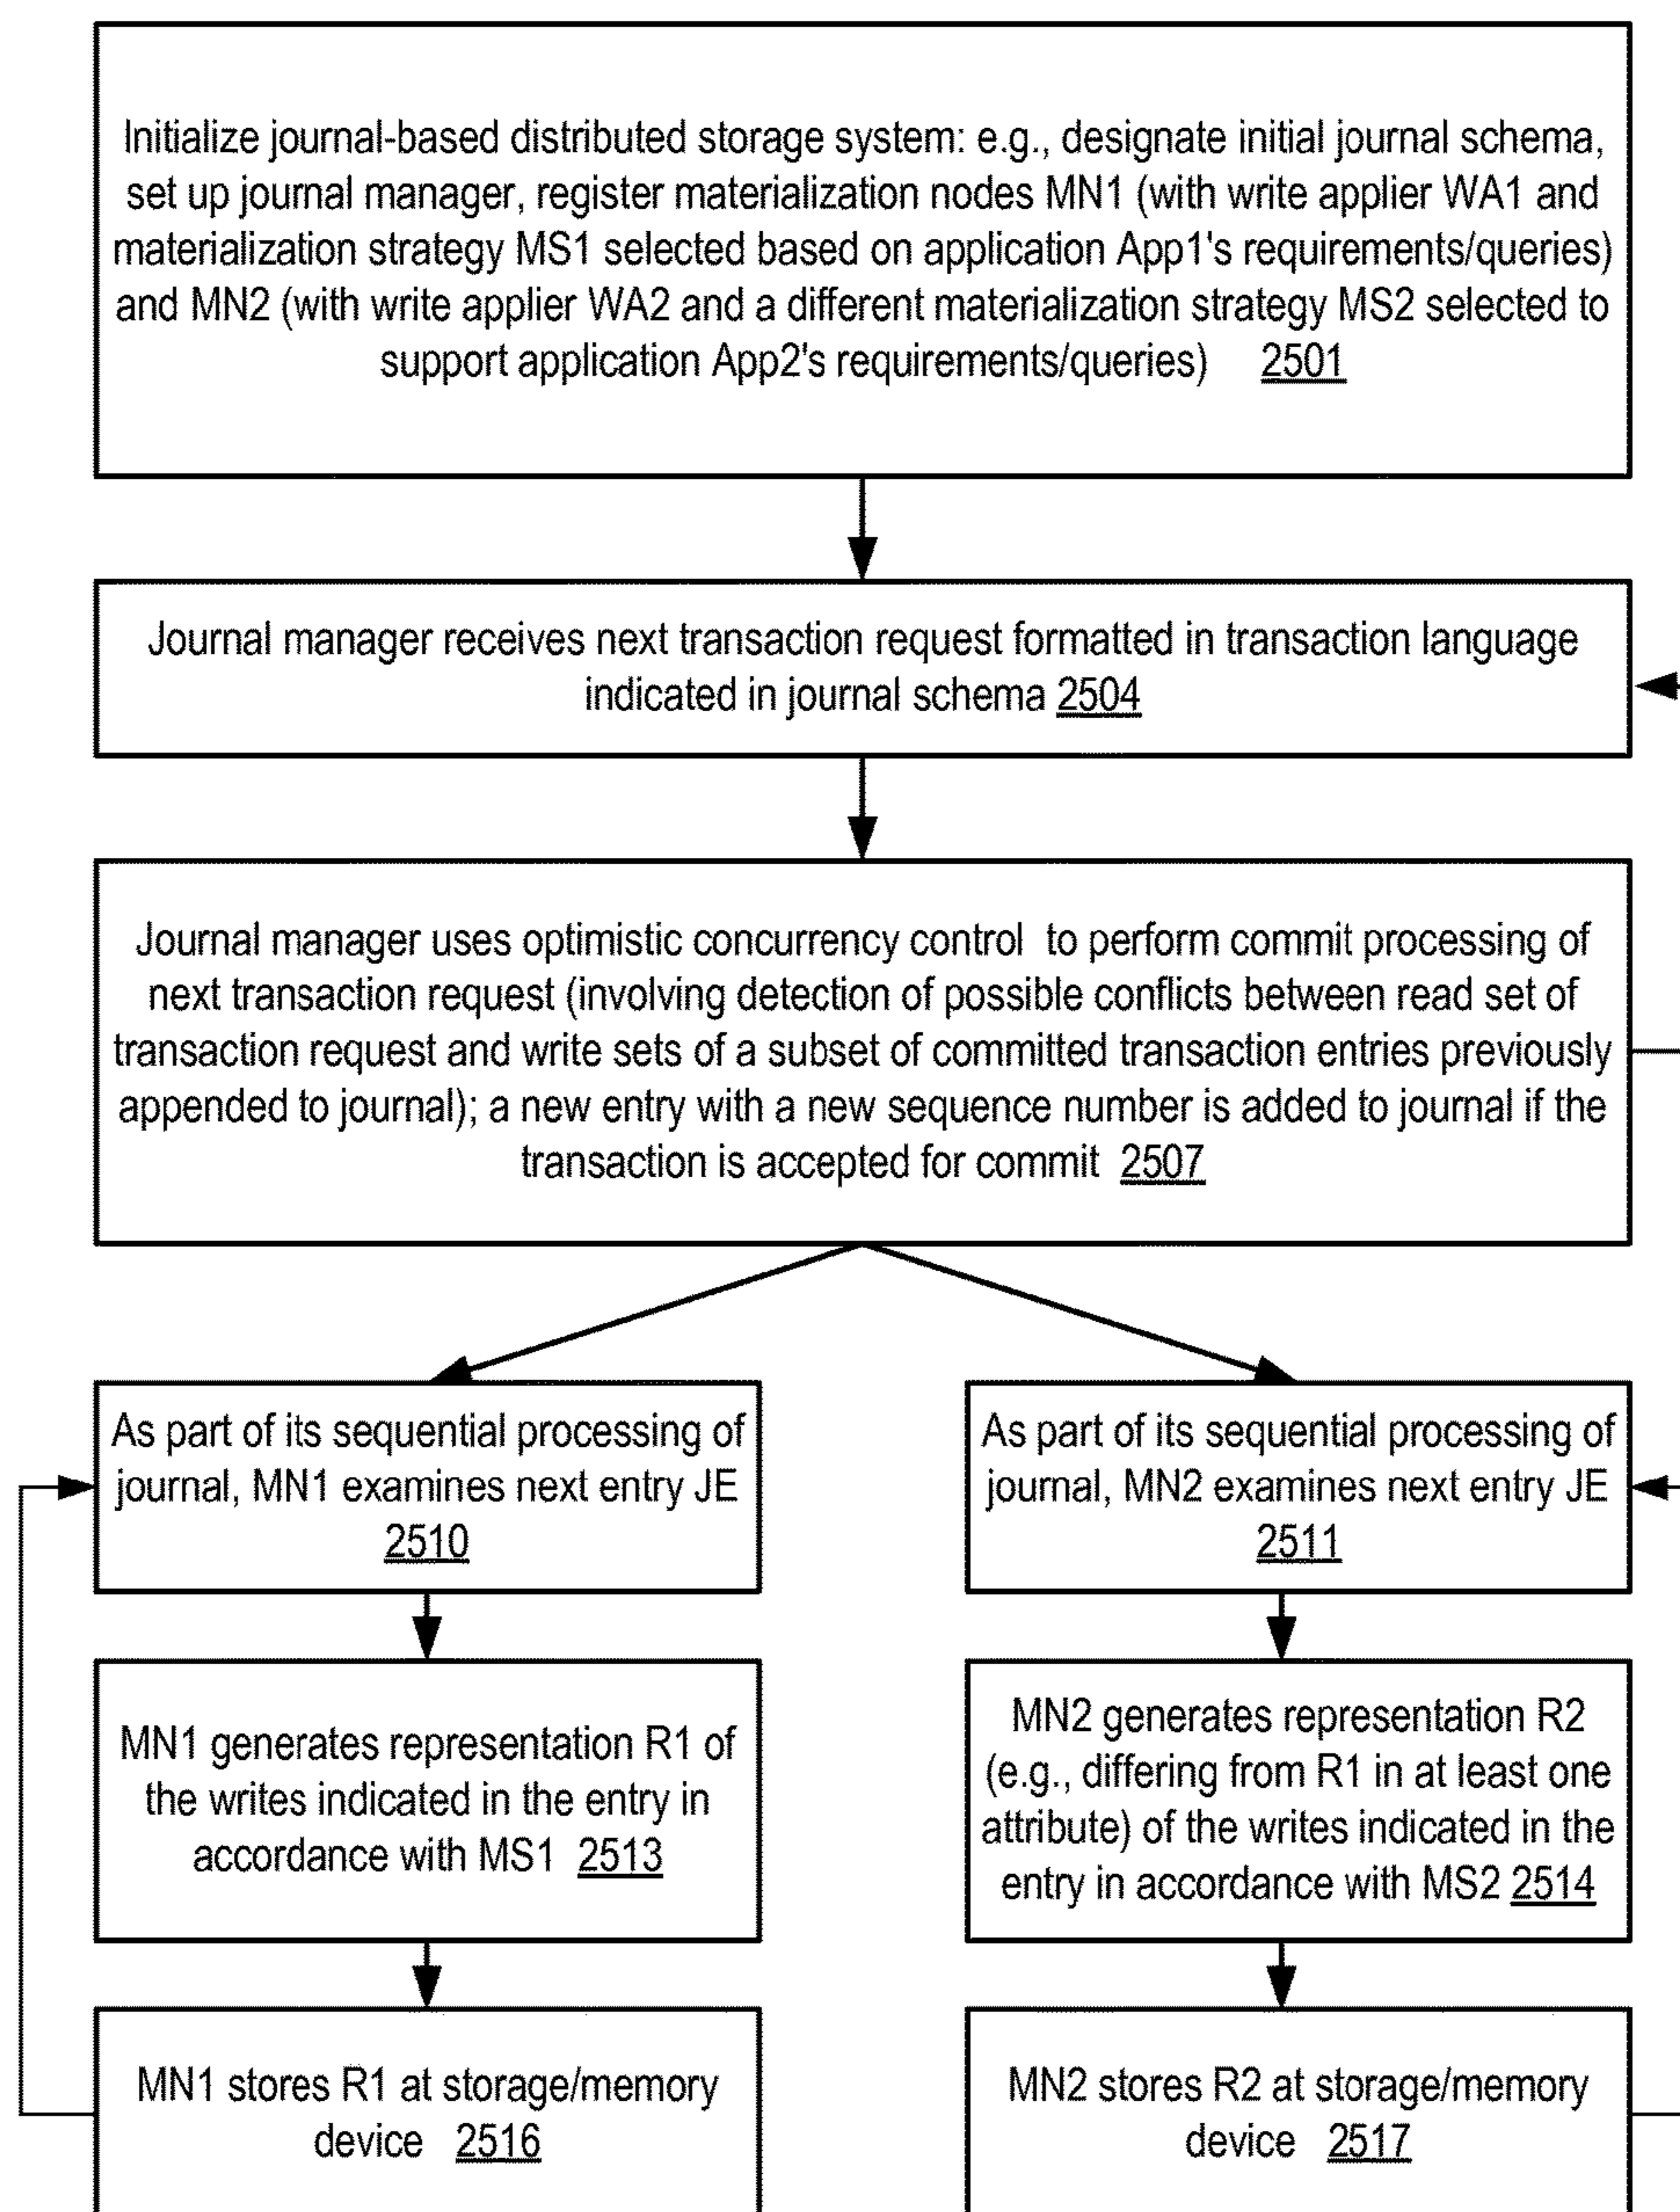 Initialize journal-based distributed storage system: e.g., designate initial journal schema,
set up journal manager, register materialization nodes MN1 (with write applier WA1 and
materialization strategy MS1 selected based on application App1's requirements/queries)
and MN2 (with write applier WA2 and a different materialization strategy MS2 selected to
support application App2's requirements/queries) 2501
Journal manager receives next transaction request formatted in transaction language
indicated in journal schema 2504
Journal manager uses optimistic concurrency control to perform commit processing of
next transaction request (involving detection of possible conflicts between read set of
transaction request and write sets of a subset of committed transaction entries previously
appended to journal); a new entry with a new sequence number is added to journal if the
transaction is accepted for commit 2507
As part of its sequential processing of
journal, MN1 examines next entry JE
2510
As part of its sequential processing of
journal, MN2 examines next entry JE
2511
MN1 generates representation R1 of
the writes indicated in the entry in
accordance with MS1 2513
MN2 generates representation R2
(e.g., differing from R1 in at least one
attribute) of the writes indicated in the
entry in accordance with MS2 2514
MN1 stores R1 at storage/memory
device 2516
MN2 stores R2 at storage/memory
device 2517